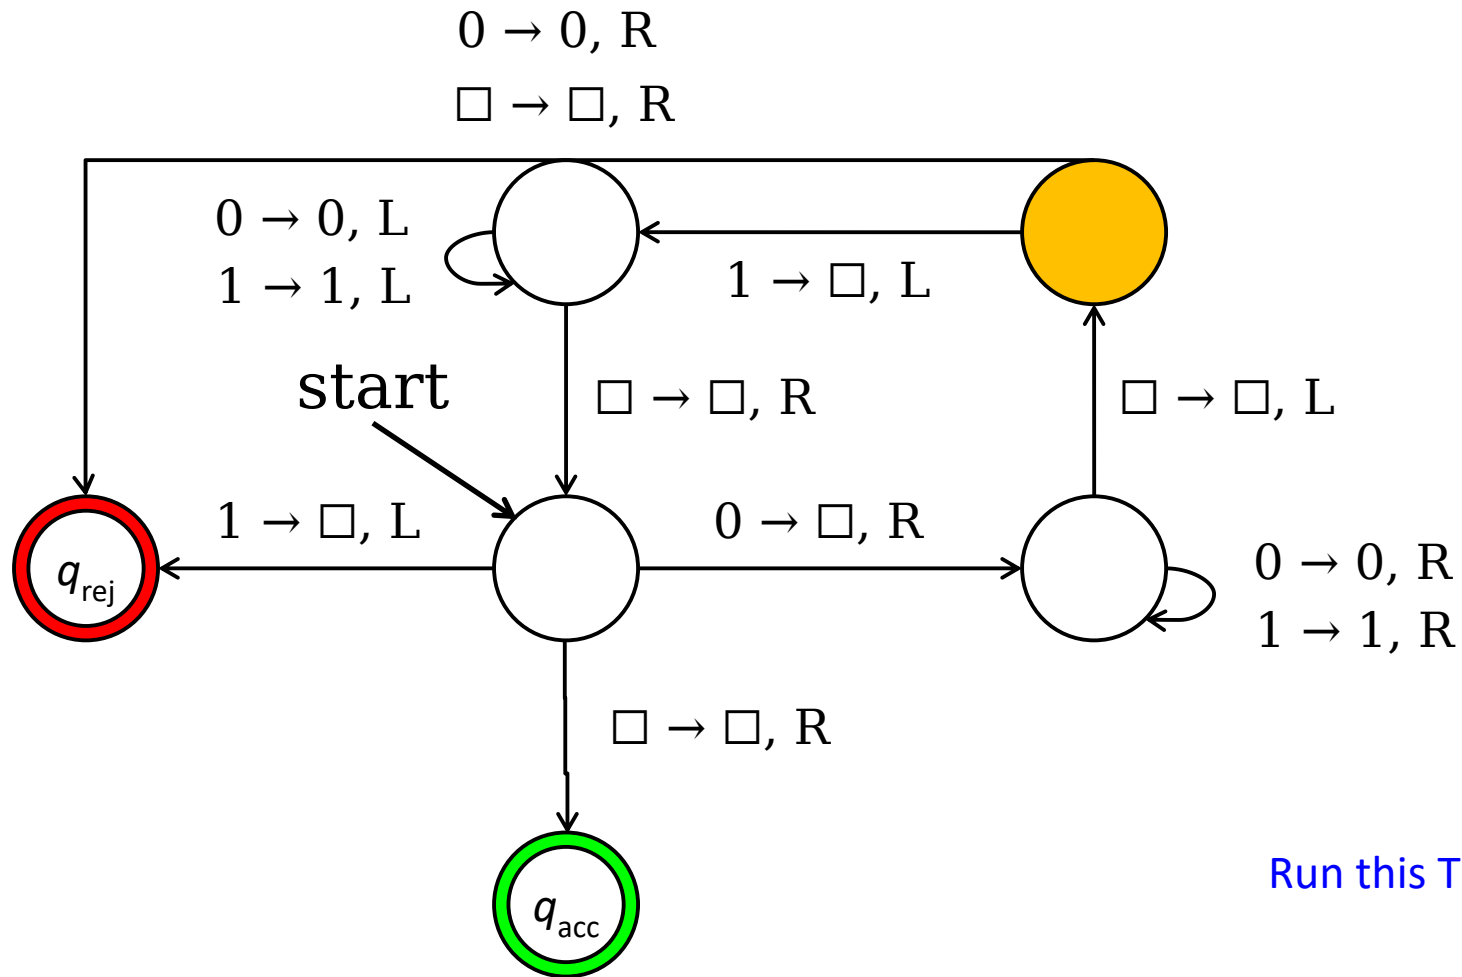 0 → 0, R
□ → □, R
0 → 0, L
1 → 1, L
1 → □, L
start
□ → □, R
□ → □, L
1 → □, L
0 → □, R
q_rej
0 → 0, R
1 → 1, R
□ → □, R
q_acc
Run this T